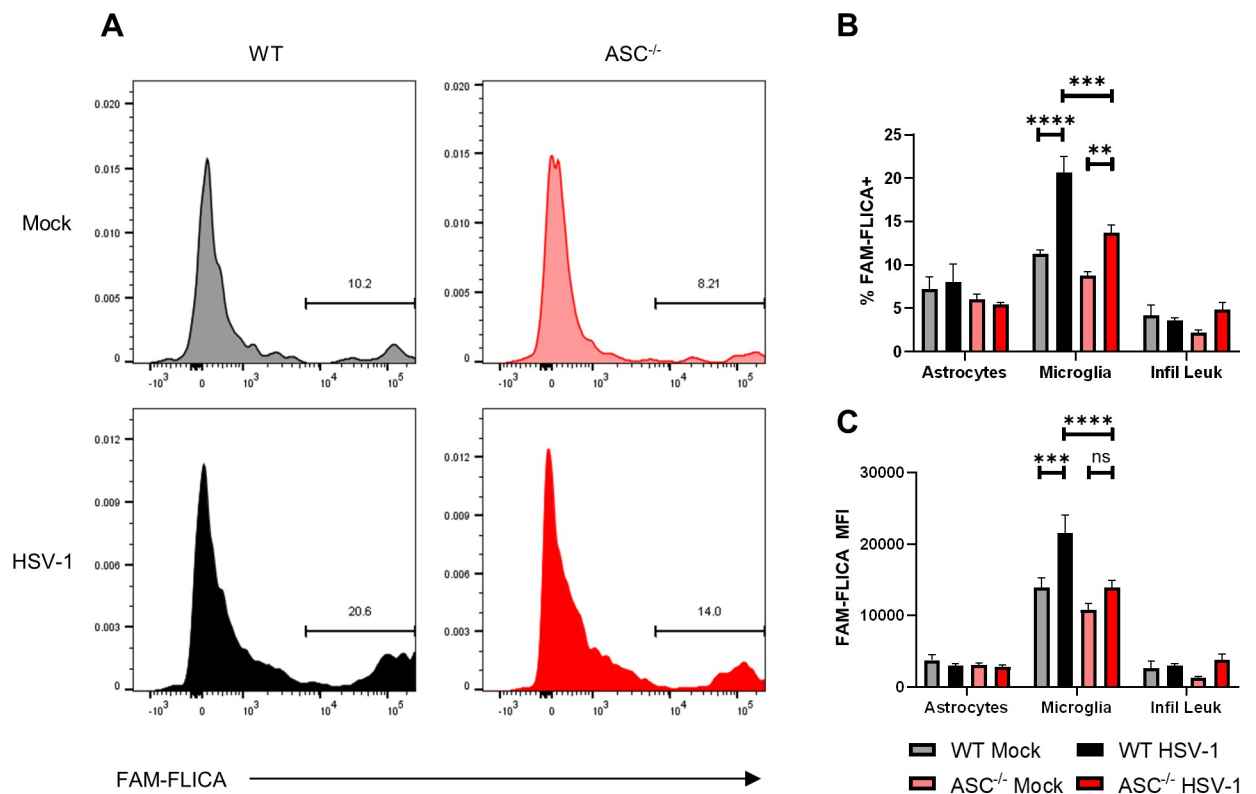 A
WT
ASC-/-
Mock
HSV-1
0.020
0.015
0.010
0.005
0
10.2
-10³ 0 10³ 10⁴ 10⁵
0.020
0.015
0.010
0.005
0
8.21
-10³ 0 10³ 10⁴ 10⁵
0.012
0.009
0.006
0.003
0
20.6
-10³ 0 10³ 10⁴ 10⁵
0.012
0.009
0.006
0.003
0
14.0
-10³ 0 10³ 10⁴ 10⁵
FAM-FLICA
B
% FAM-FLICA+
25
20
15
10
5
0
***
****
**
Astrocytes Microglia Infil Leuk
C
FAM-FLICA MFI
30000
20000
10000
0
****
*** ns
Astrocytes Microglia Infil Leuk
WT Mock WT HSV-1
ASC-/- Mock ASC-/- HSV-1